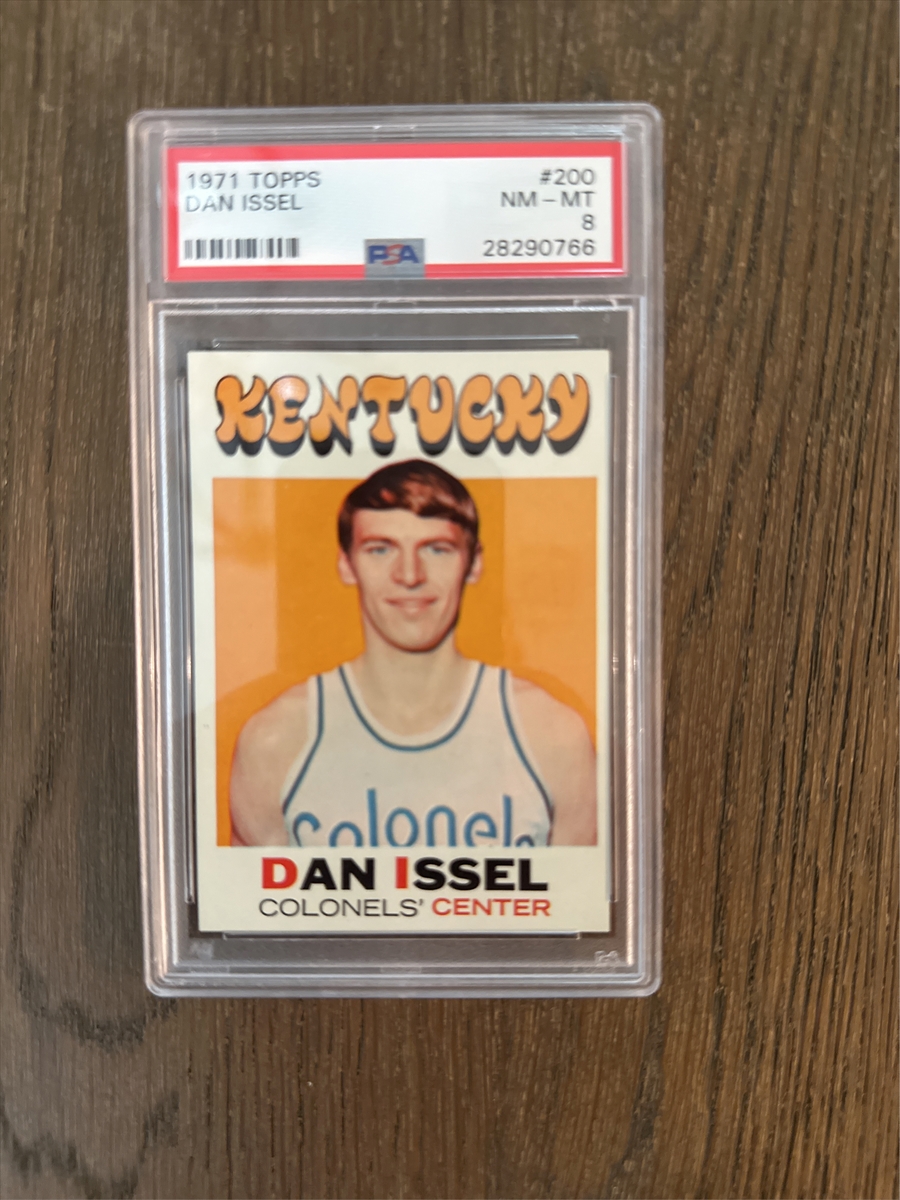 1971 TOPPS #200
DAN ISSEL NM-MT
8
PSA 28290766
KENTUCKY
Colonels
DAN ISSEL
COLONELS' CENTER